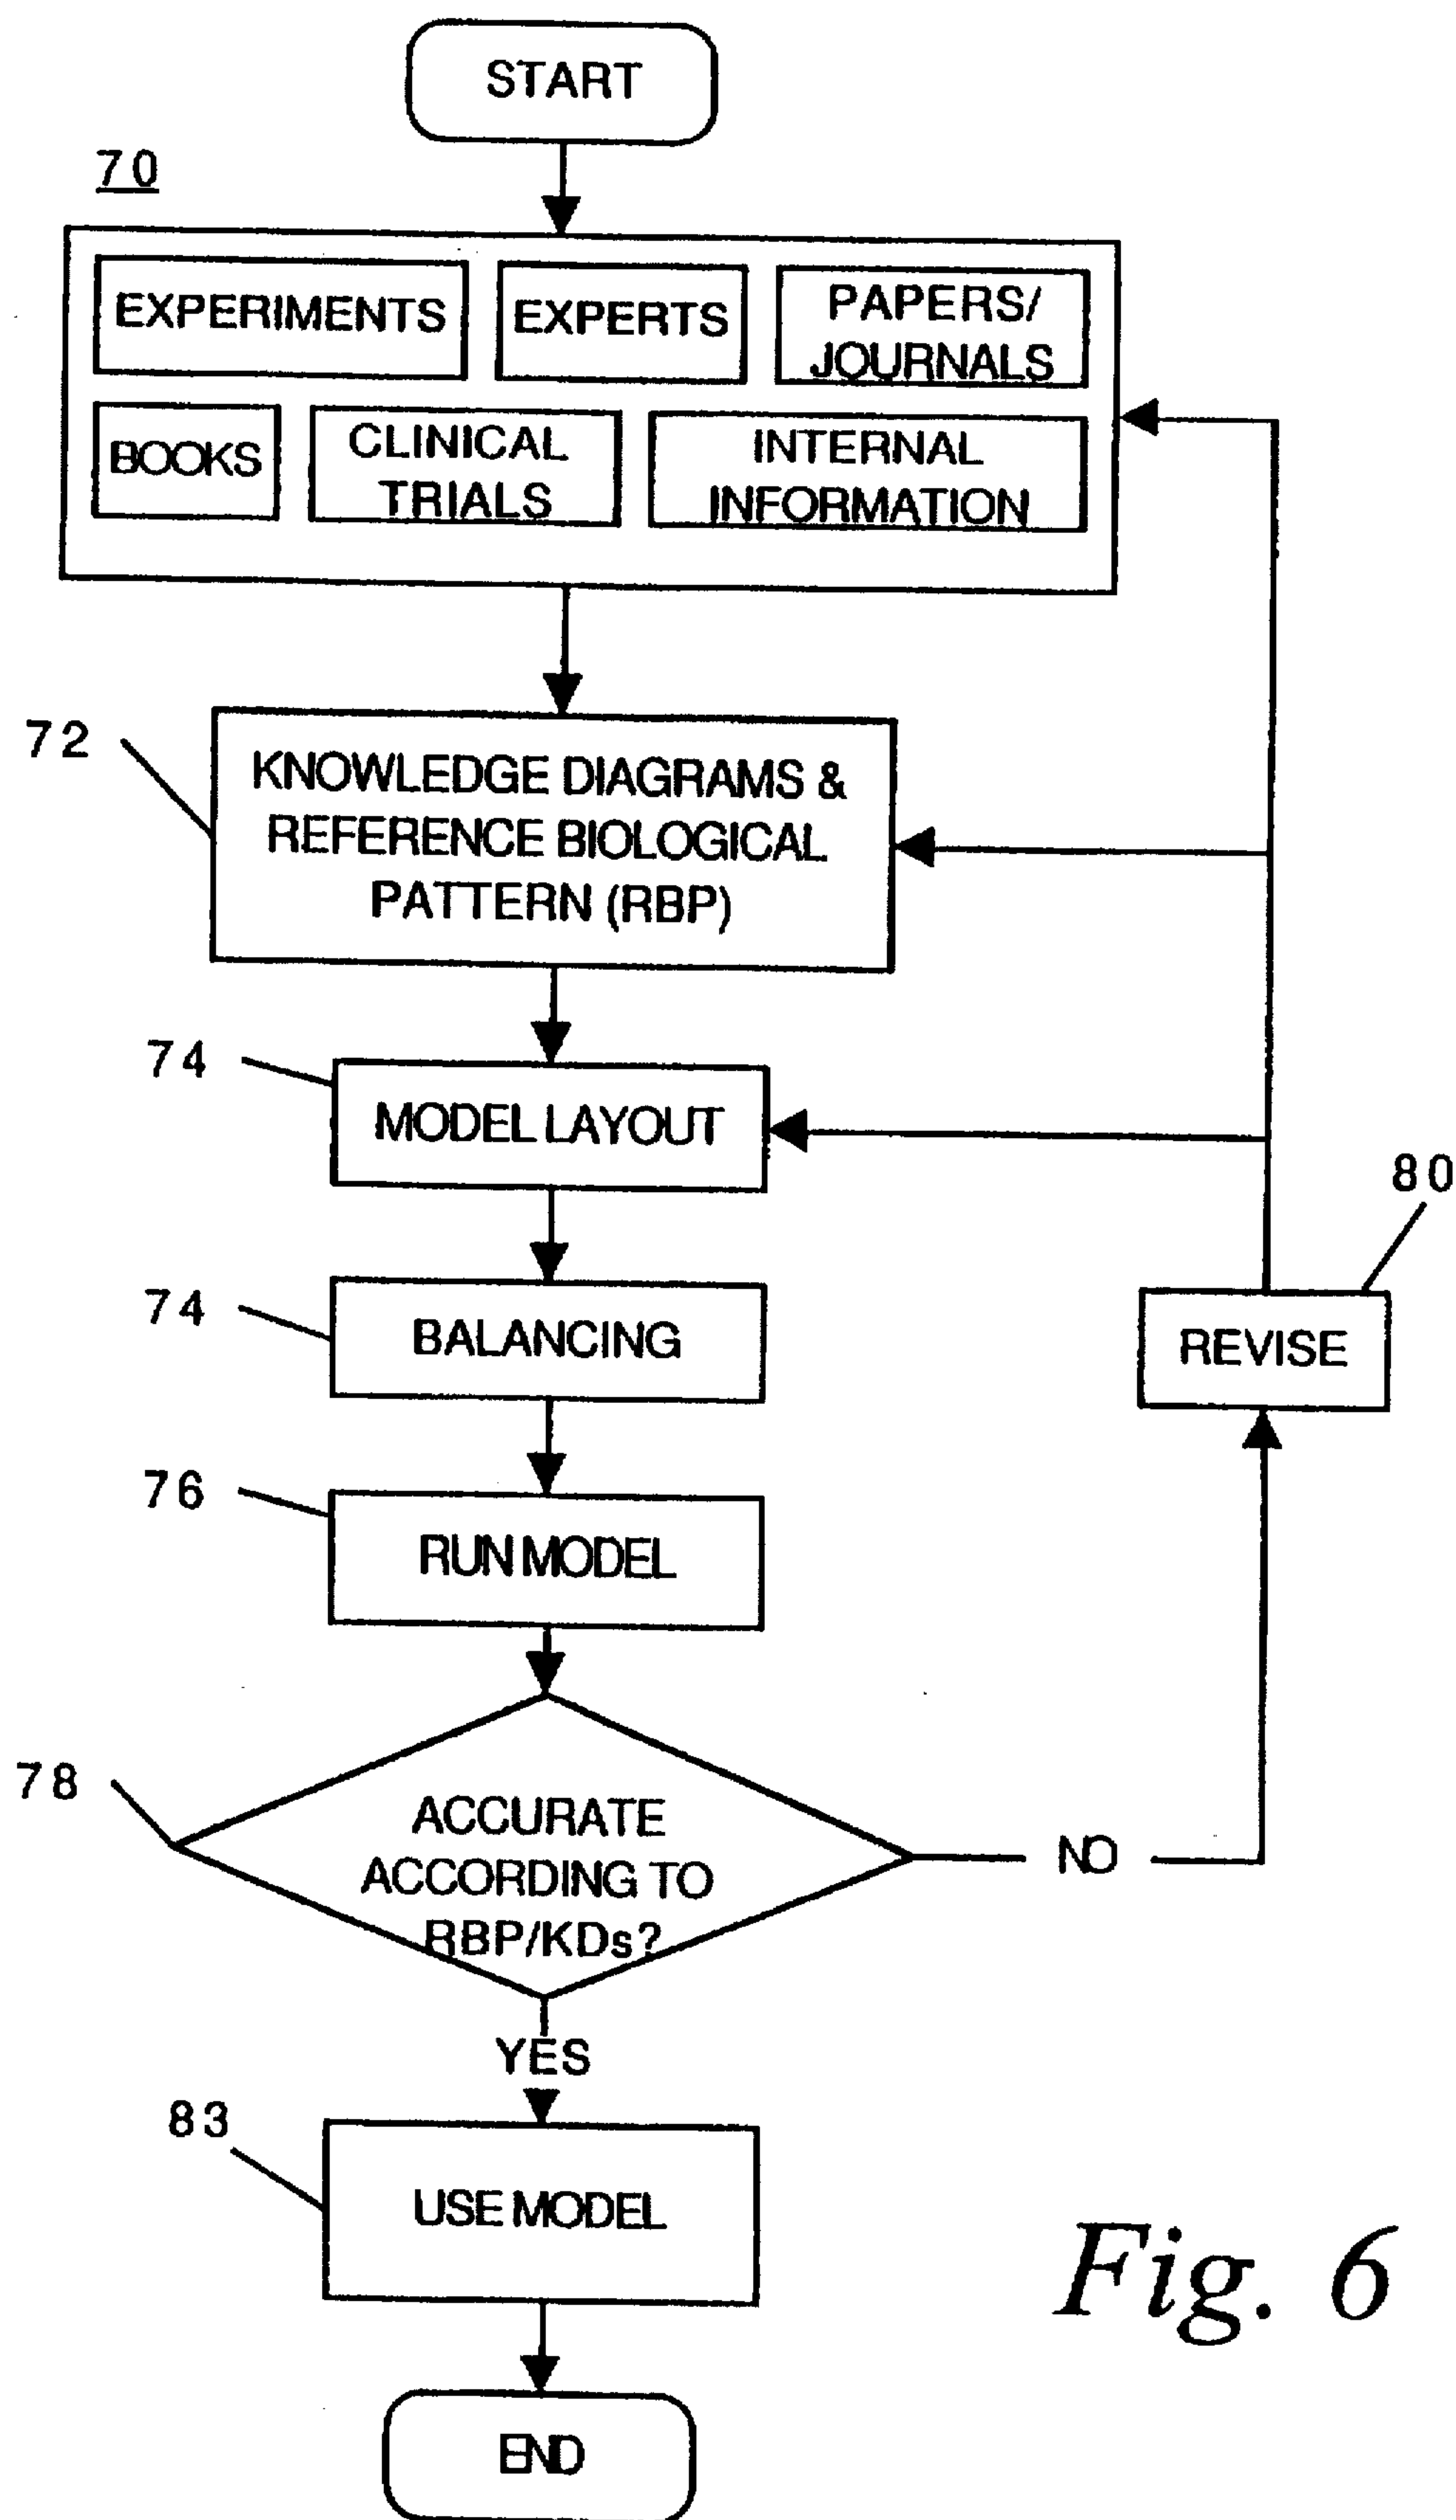 START
70
EXPERIMENTS
EXPERTS
PAPERS/
JOURNALS
BOOKS
CLINICAL
TRIALS
INTERNAL
INFORMATION
72
KNOWLEDGE DIAGRAMS &
REFERENCE BIOLOGICAL
PATTERN (RBP)
74
MODEL LAYOUT
80
74
BALANCING
REVISE
76
RUN MODEL
78
ACCURATE
ACCORDING TO
RBP/KDs?
NO
YES
83
USE MODEL
Fig. 6
END